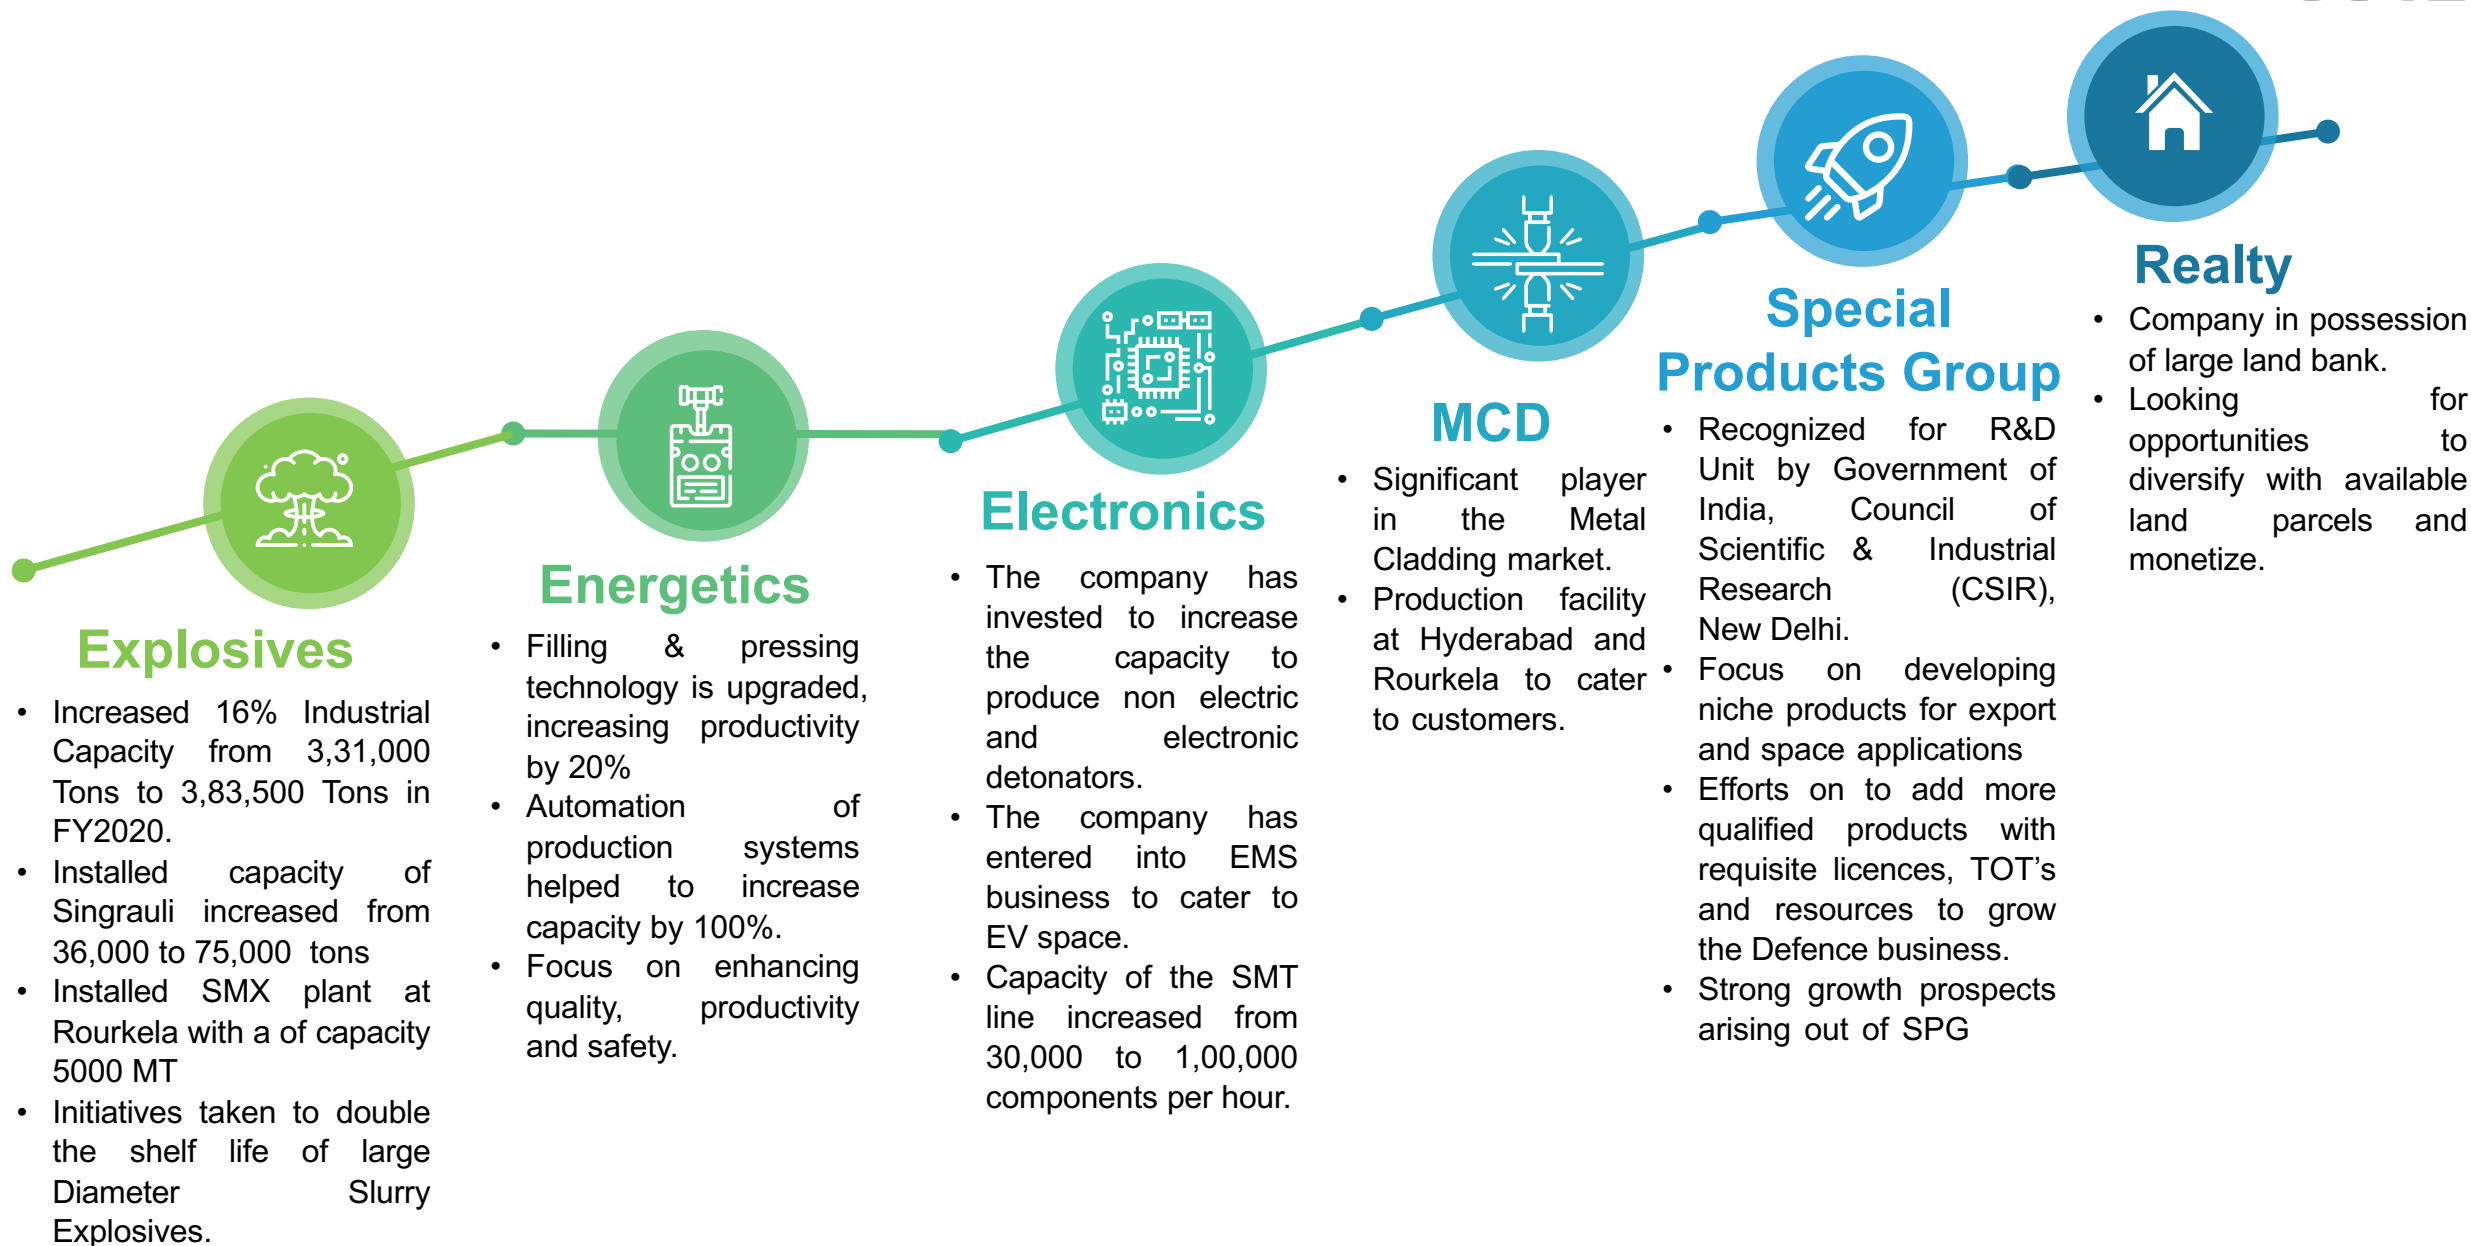 Explosives
• Increased 16% Industrial
Capacity from 3,31,000
Tons to 3,83,500 Tons in
FY2020.
• Installed capacity of
Singrauli increased from
36,000 to 75,000 tons
• Installed SMX plant at
Rourkela with a of capacity
5000 MT
• Initiatives taken to double
the shelf life of large
Diameter Slurry
Explosives.
Energetics
• Filling & pressing
technology is upgraded,
increasing productivity
by 20%
• Automation of
production systems
helped to increase
capacity by 100%.
• Focus on enhancing
quality, productivity
and safety.
Electronics
• The company has
invested to increase
the capacity to
produce non electric
and electronic
detonators.
• The company has
entered into EMS
business to cater to
EV space.
• Capacity of the SMT
line increased from
30,000 to 1,00,000
components per hour.
MCD
• Significant player
in the Metal
Cladding market.
• Production facility
at Hyderabad and
Rourkela to cater
to customers.
Special
Products Group
• Recognized for R&D
Unit by Government of
India, Council of
Scientific & Industrial
Research (CSIR),
New Delhi.
• Focus on developing
niche products for export
and space applications
• Efforts on to add more
qualified products with
requisite licences, TOT’s
and resources to grow
the Defence business.
• Strong growth prospects
arising out of SPG
Realty
• Company in possession
of large land bank.
• Looking for
opportunities to
diversify with available
land parcels and
monetize.